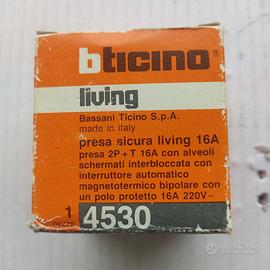 bticino
living
Bassani Ticino S.p.A.
made in italy
presa sicura living 16A
presa 2P+T 16A con alveoli
schermati interbloccata con
interruttore automatico
magnetotermico bipolare con
un polo protetto 16A 220V~
1
4530
subito